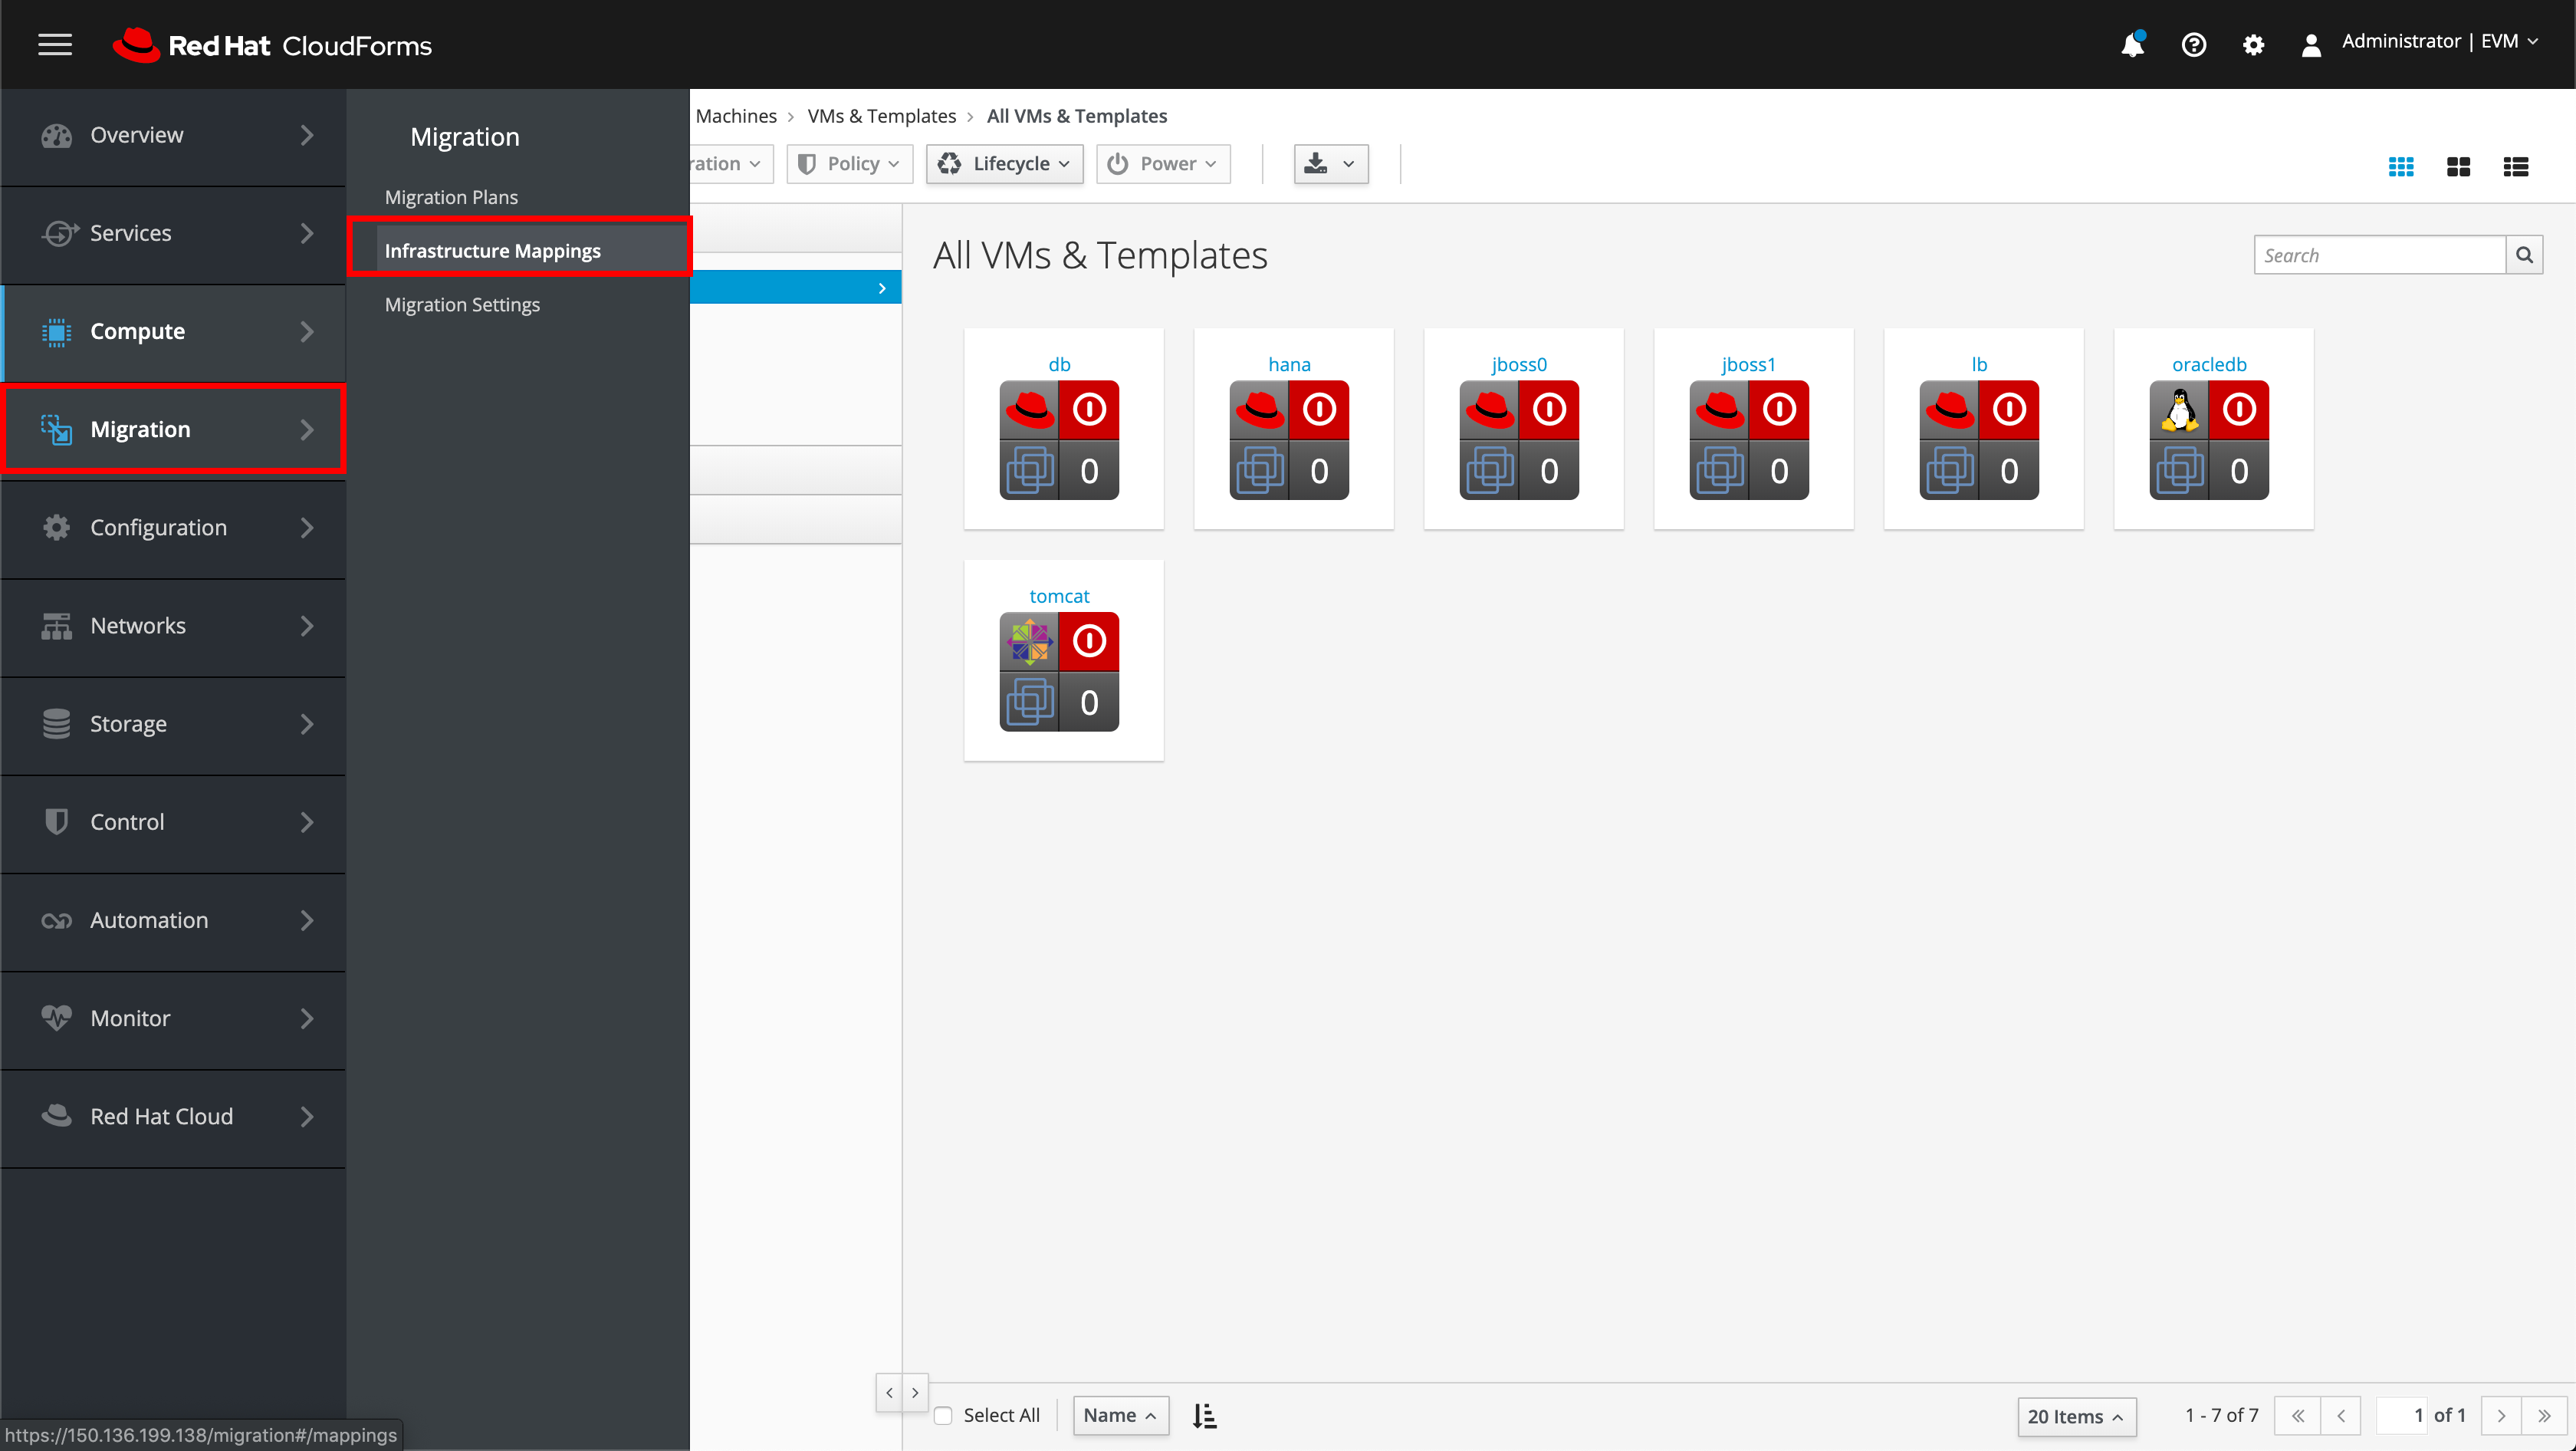 Red Hat CloudForms
Administrator | EVM
Overview
Services
Compute
Migration
Configuration
Networks
Storage
Control
Automation
Monitor
Red Hat Cloud
Migration
Migration Plans
Infrastructure Mappings
Migration Settings
Machines > VMs & Templates > All VMs & Templates
ration Policy Lifecycle Power
All VMs & Templates
Search
db hana jboss0 jboss1 lb oracledb
0 0 0 0 0 0
tomcat
0
Select All Name 20 Items 1 - 7 of 7 1 of 1
https://150.136.199.138/migration#/mappings